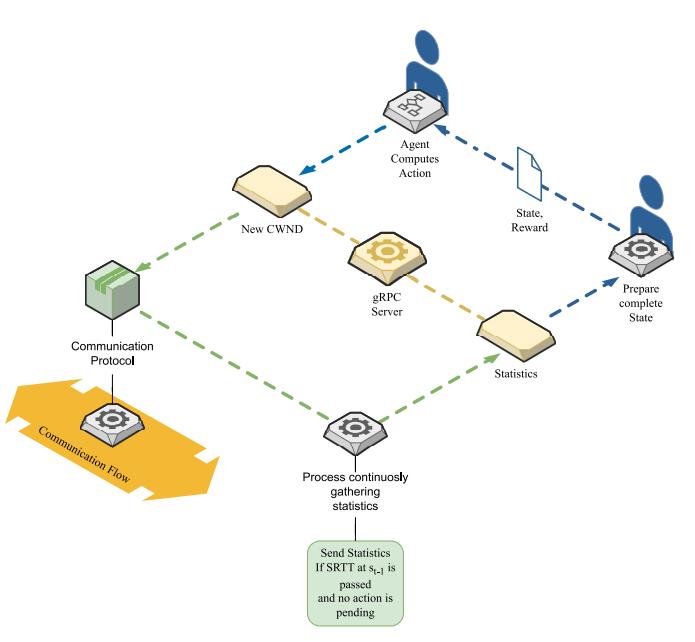 Agent
Computes
Action
State,
Reward
New CWND
Prepare
complete
State
gRPC
Server
Communication
Protocol
Statistics
Communication Flow
Process continuosly
gathering
statistics
Send Statistics
If SRTT at st-1 is
passed
and no action is
pending